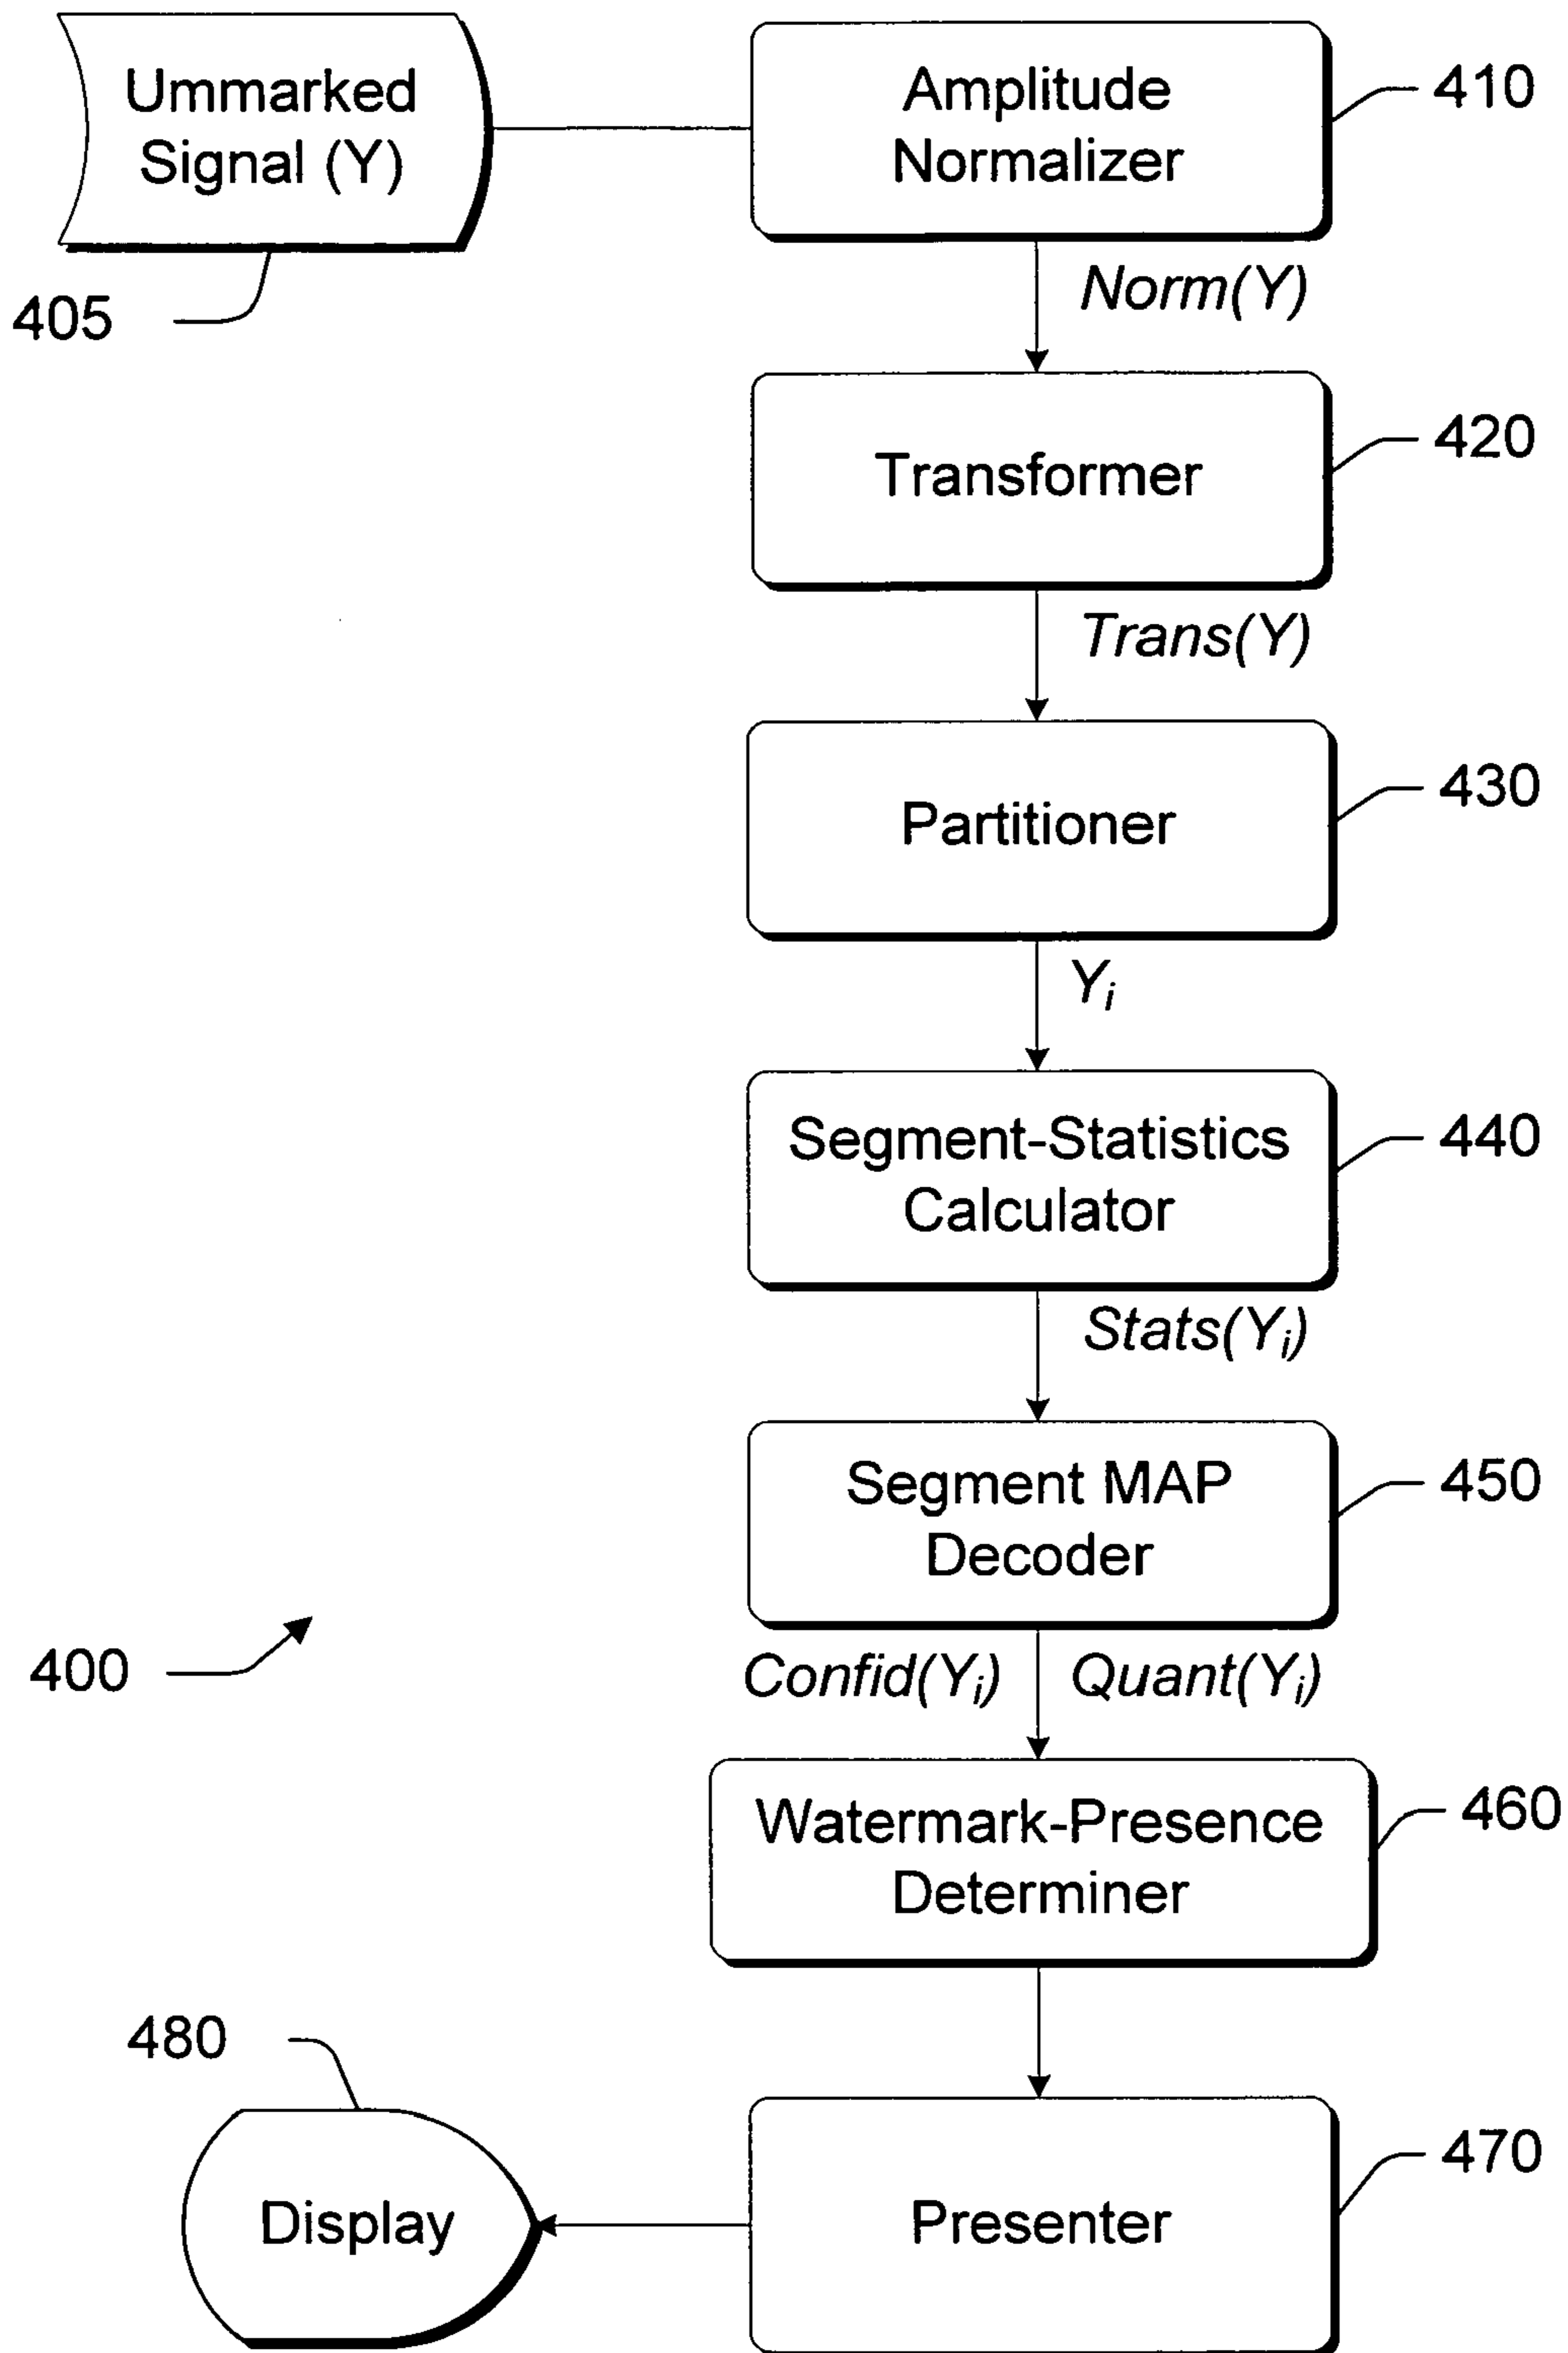 Ummarked
Signal (Y)
405
Amplitude
Normalizer
410
Norm(Y)
Transformer
420
Trans(Y)
Partitioner
430
Yi
Segment-Statistics
Calculator
440
Stats(Yi)
Segment MAP
Decoder
450
400
Confid(Yi) Quant(Yi)
Watermark-Presence
Determiner
460
480
Display
Presenter
470